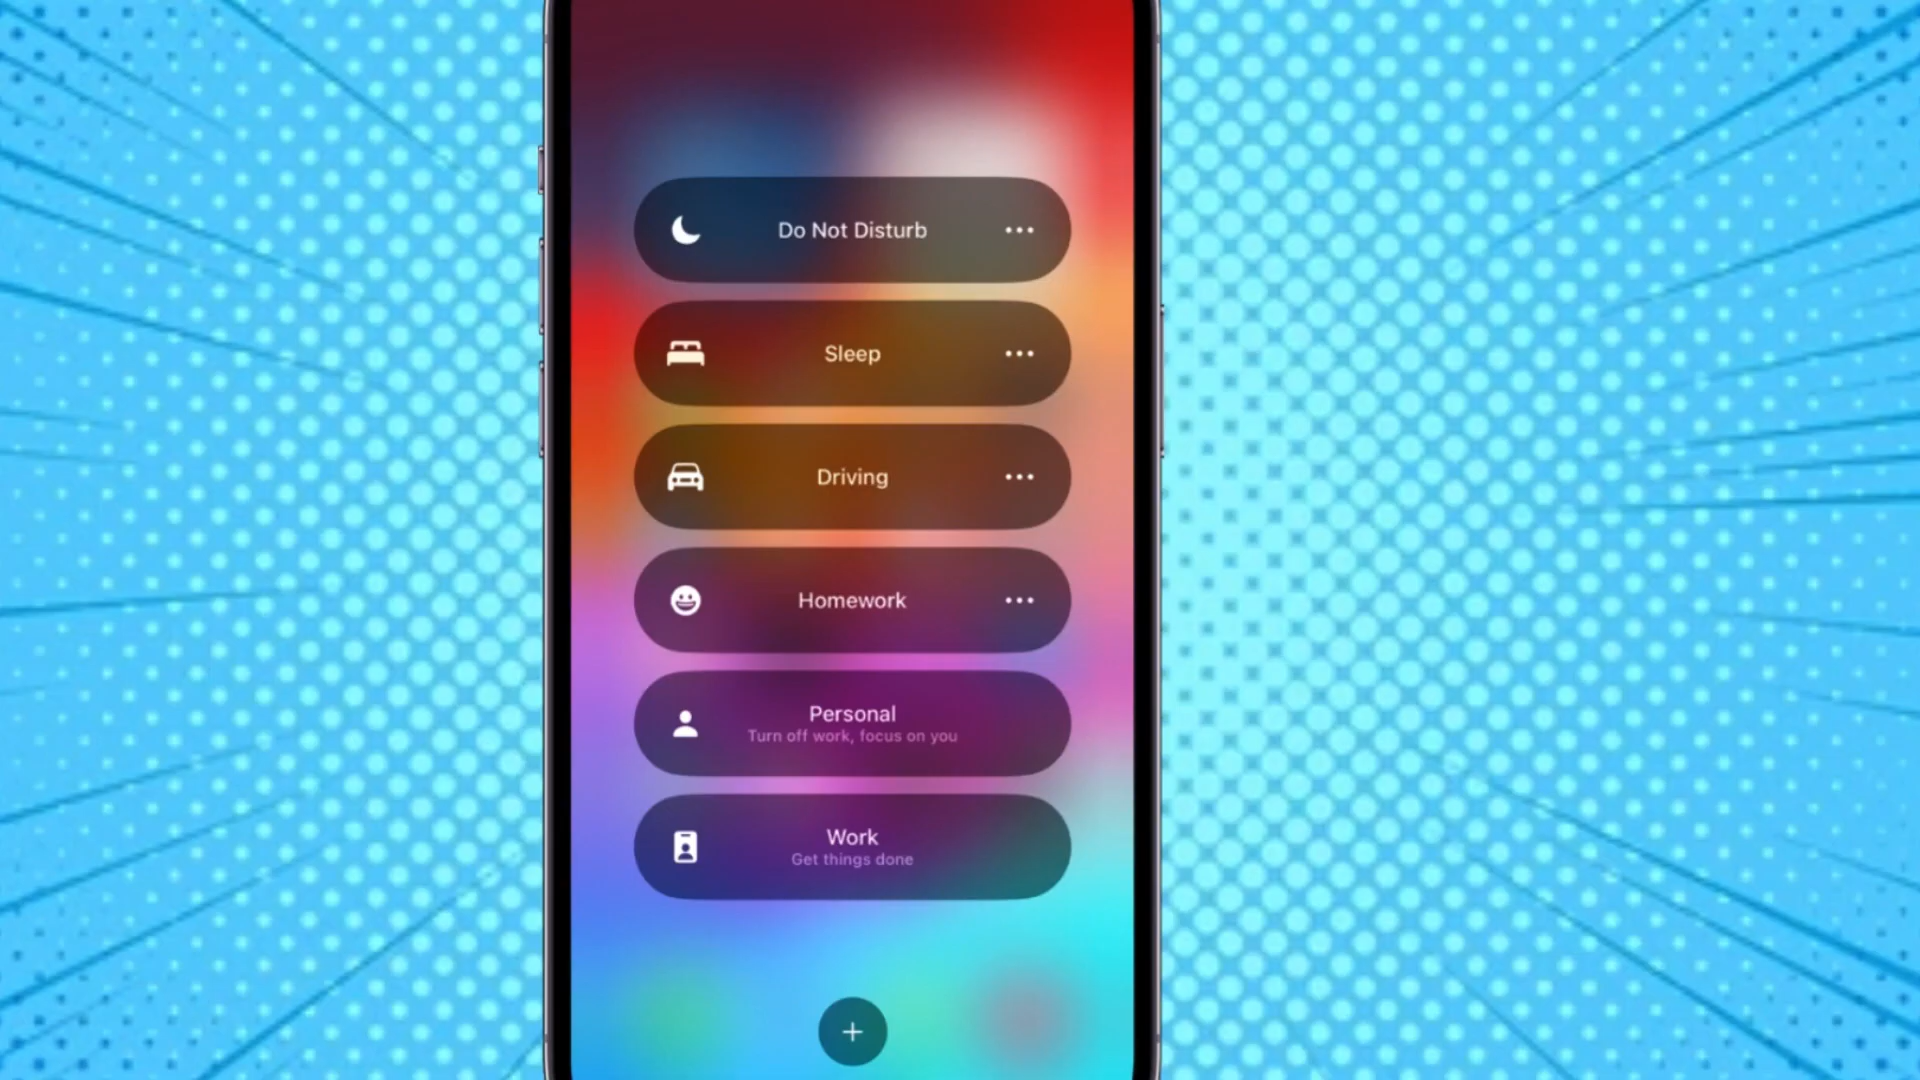 Do Not Disturb
Sleep
Driving
Homework
Personal
Turn off work, focus on you
Work
Get things done